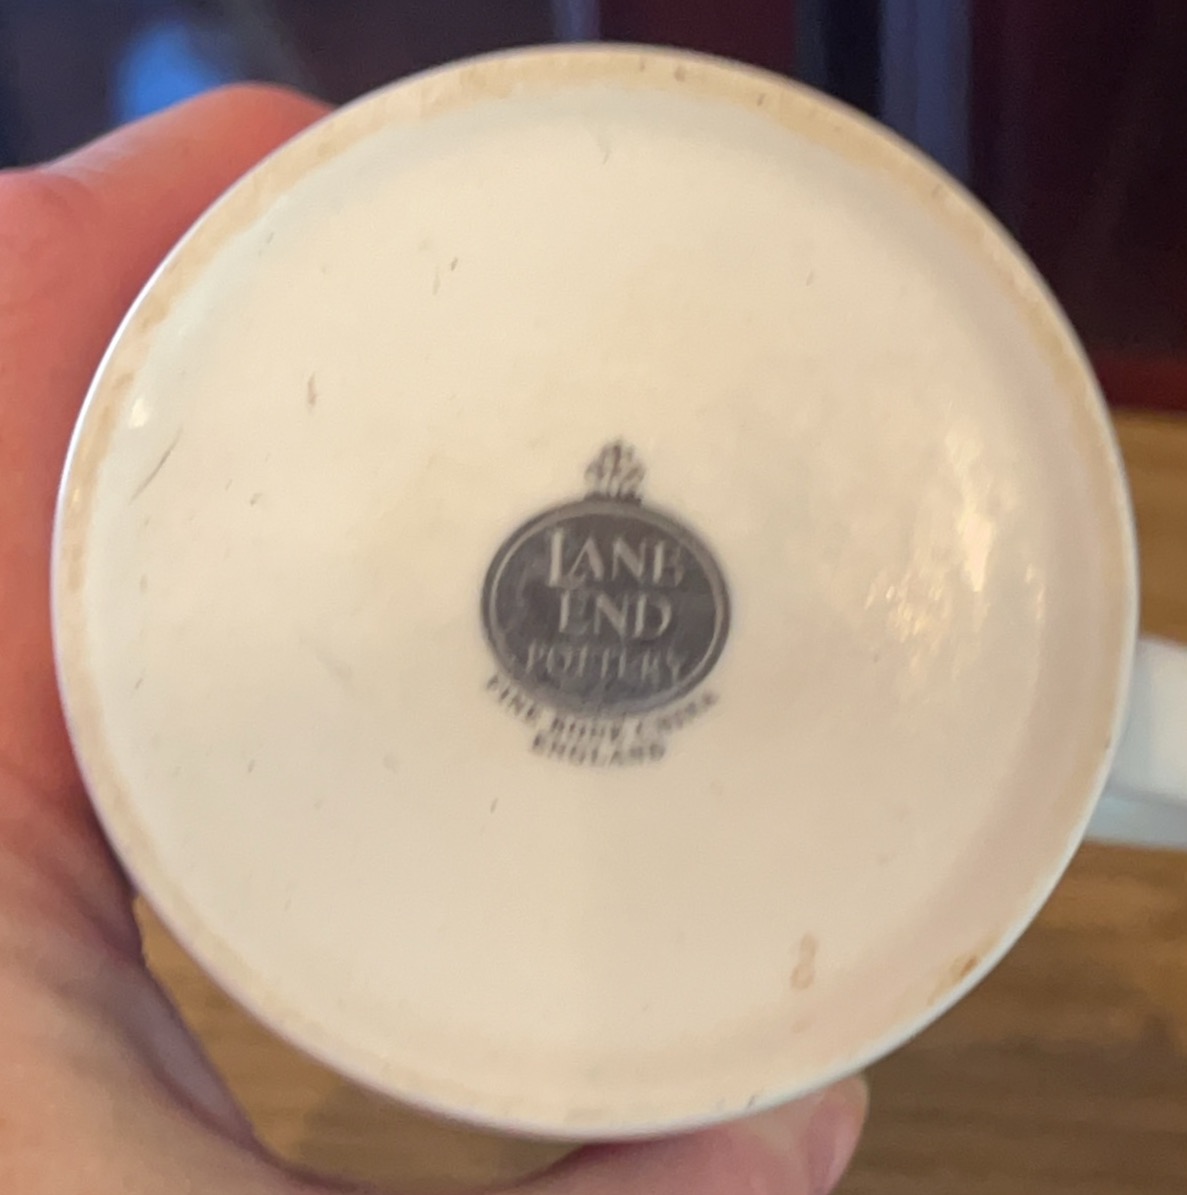 LANE
END
POTTERY
FINE BONE CHINA
ENGLAND